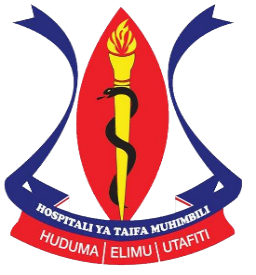 HOSPITALI YA TAIFA MUHIMBILI
HUDUMA | ELIMU | UTAFITI